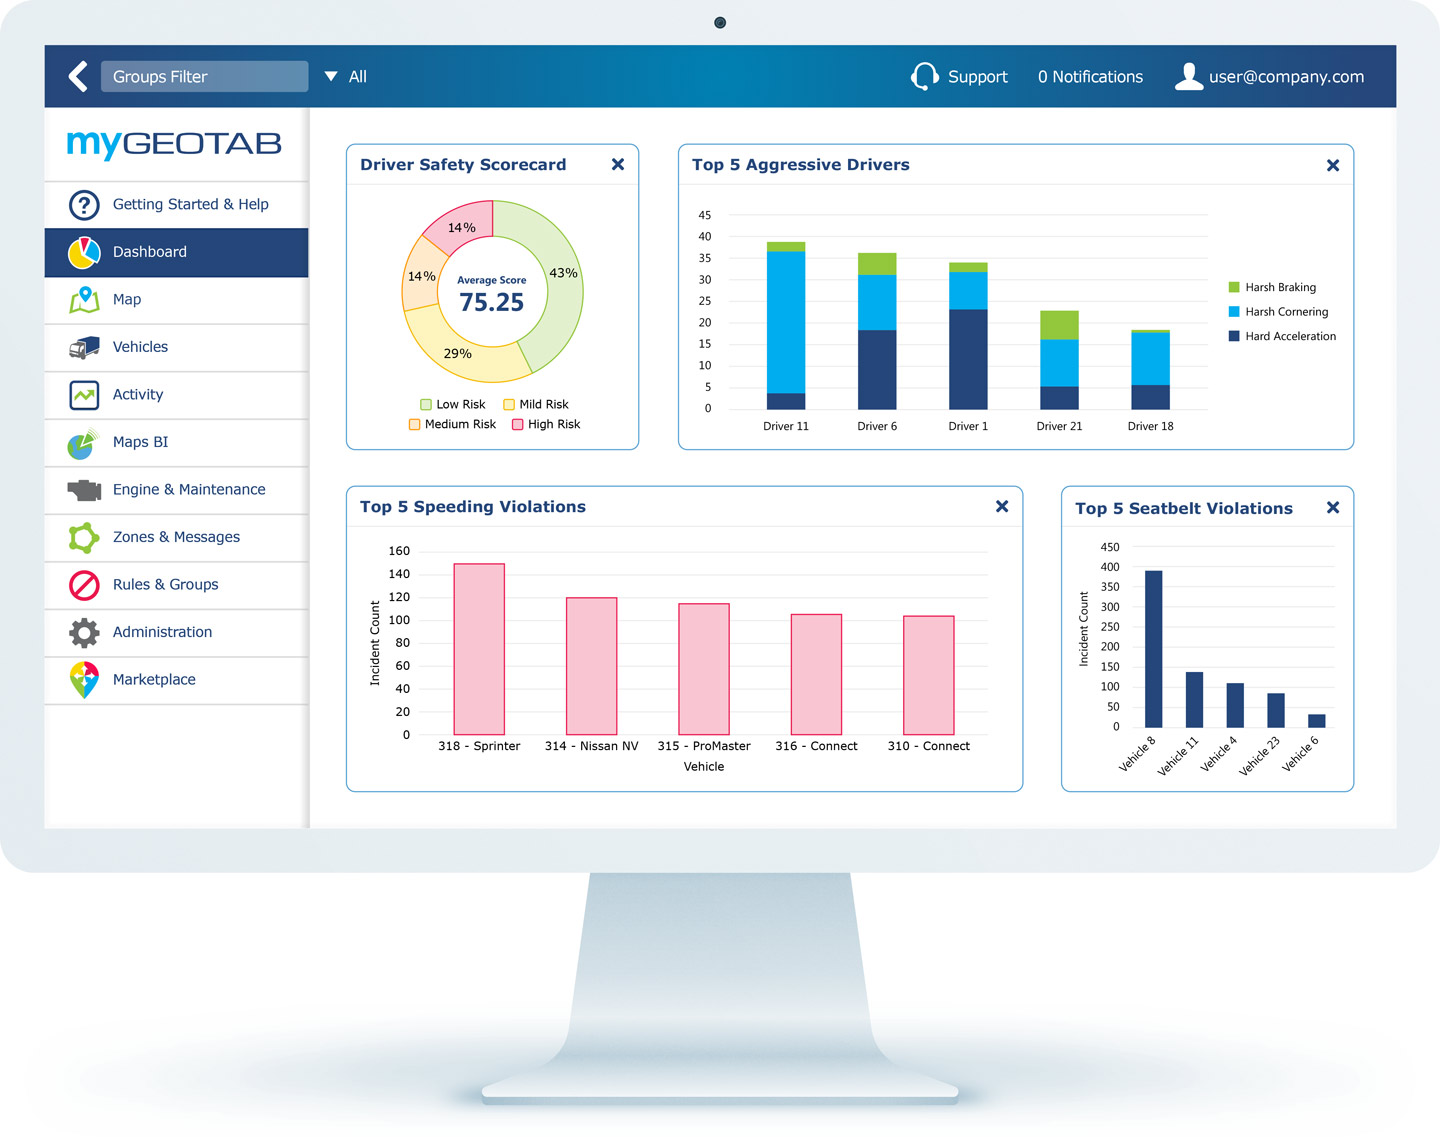 Groups Filter
All
Support
0 Notifications
user@company.com
myGEOTAB
Getting Started & Help
Dashboard
Map
Vehicles
Activity
Maps BI
Engine & Maintenance
Zones & Messages
Rules & Groups
Administration
Marketplace
Driver Safety Scorecard
14%
43%
14%
29%
Average Score
75.25
Low Risk
Mild Risk
Medium Risk
High Risk
Top 5 Aggressive Drivers
45
40
35
30
25
20
15
10
5
0
Driver 11
Driver 6
Driver 1
Driver 21
Driver 18
Harsh Braking
Harsh Cornering
Hard Acceleration
Top 5 Speeding Violations
Incident Count
160
140
120
100
80
60
40
20
0
318 - Sprinter
314 - Nissan NV
315 - ProMaster
316 - Connect
310 - Connect
Vehicle
Top 5 Seatbelt Violations
Incident Count
450
400
350
300
250
200
150
100
50
0
Vehicle 8
Vehicle 11
Vehicle 4
Vehicle 23
Vehicle 6